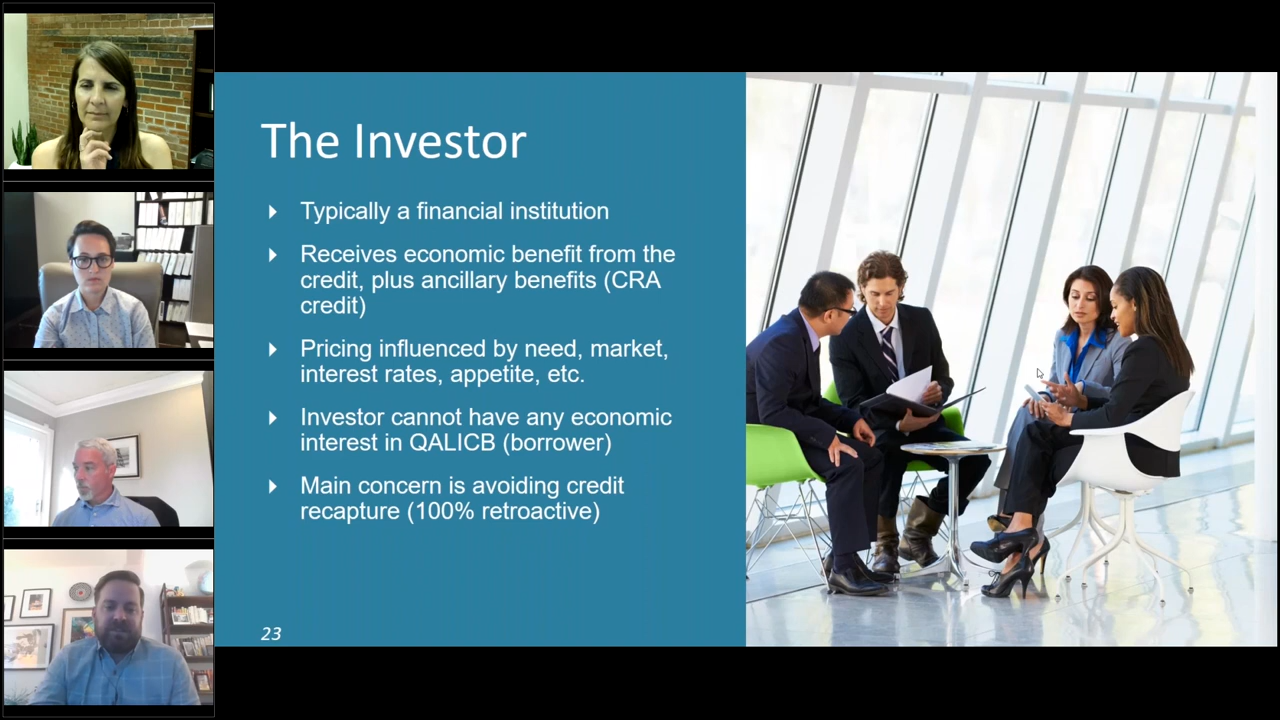 The Investor
Typically a financial institution
Receives economic benefit from the
credit, plus ancillary benefits (CRA
credit)
Pricing influenced by need, market,
interest rates, appetite, etc.
Investor cannot have any economic
interest in QALICB (borrower)
Main concern is avoiding credit
recapture (100% retroactive)
23